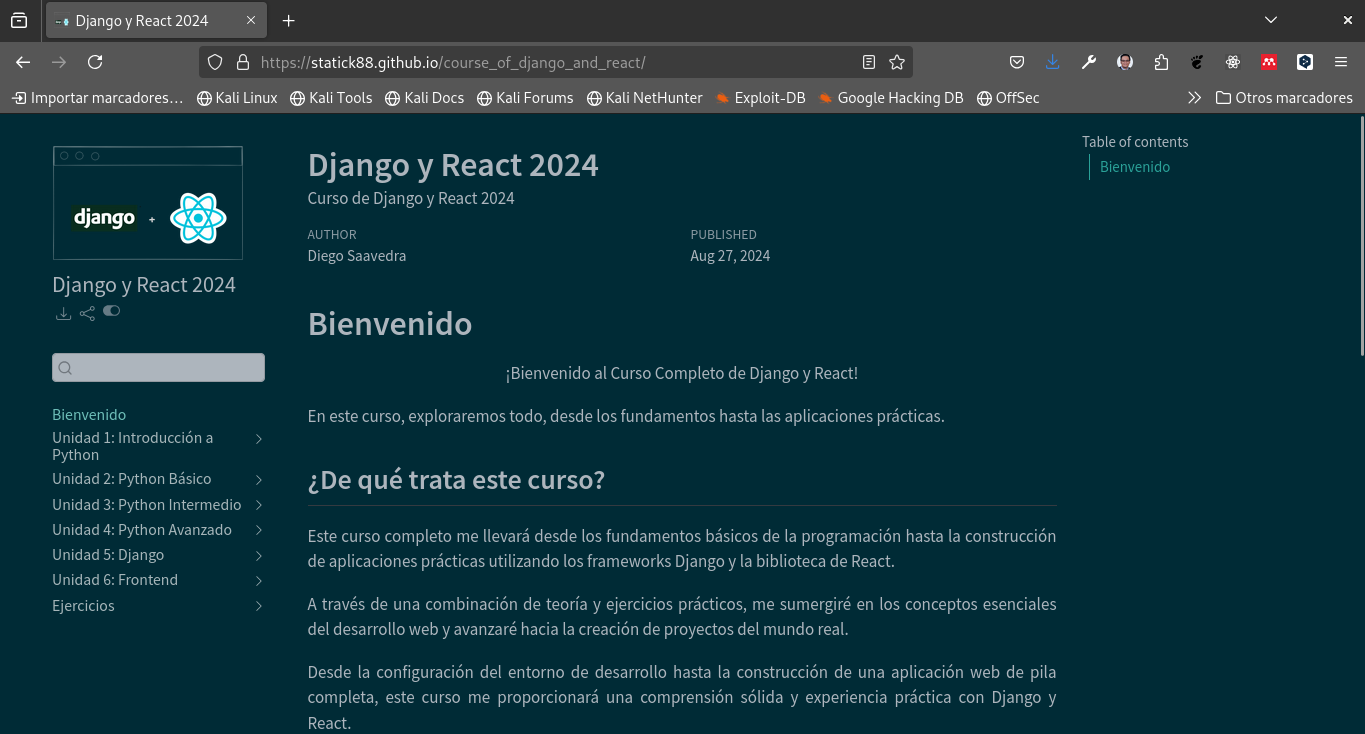 Django y React 2024
https://statick88.github.io/course_of_django_and_react/
Importar marcadores… Kali Linux Kali Tools Kali Docs Kali Forums Kali NetHunter Exploit-DB Google Hacking DB OffSec Otros marcadores
django +
Django y React 2024
Bienvenido
Unidad 1: Introducción a
Python
Unidad 2: Python Básico
Unidad 3: Python Intermedio
Unidad 4: Python Avanzado
Unidad 5: Django
Unidad 6: Frontend
Ejercicios
Django y React 2024
Curso de Django y React 2024
AUTHOR
Diego Saavedra
PUBLISHED
Aug 27, 2024
Bienvenido
¡Bienvenido al Curso Completo de Django y React!
En este curso, exploraremos todo, desde los fundamentos hasta las aplicaciones prácticas.
¿De qué trata este curso?
Este curso completo me llevará desde los fundamentos básicos de la programación hasta la construcción
de aplicaciones prácticas utilizando los frameworks Django y la biblioteca de React.
A través de una combinación de teoría y ejercicios prácticos, me sumergiré en los conceptos esenciales
del desarrollo web y avanzaré hacia la creación de proyectos del mundo real.
Desde la configuración del entorno de desarrollo hasta la construcción de una aplicación web de pila
completa, este curso me proporcionará una comprensión sólida y experiencia práctica con Django y
React.
Table of contents
Bienvenido